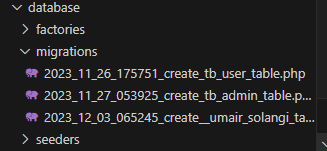 database
factories
migrations
2023_11_26_175751_create_tb_user_table.php
2023_11_27_053925_create_tb_admin_table.p...
2023_12_03_065245_create__umair_solangi_ta...
seeders